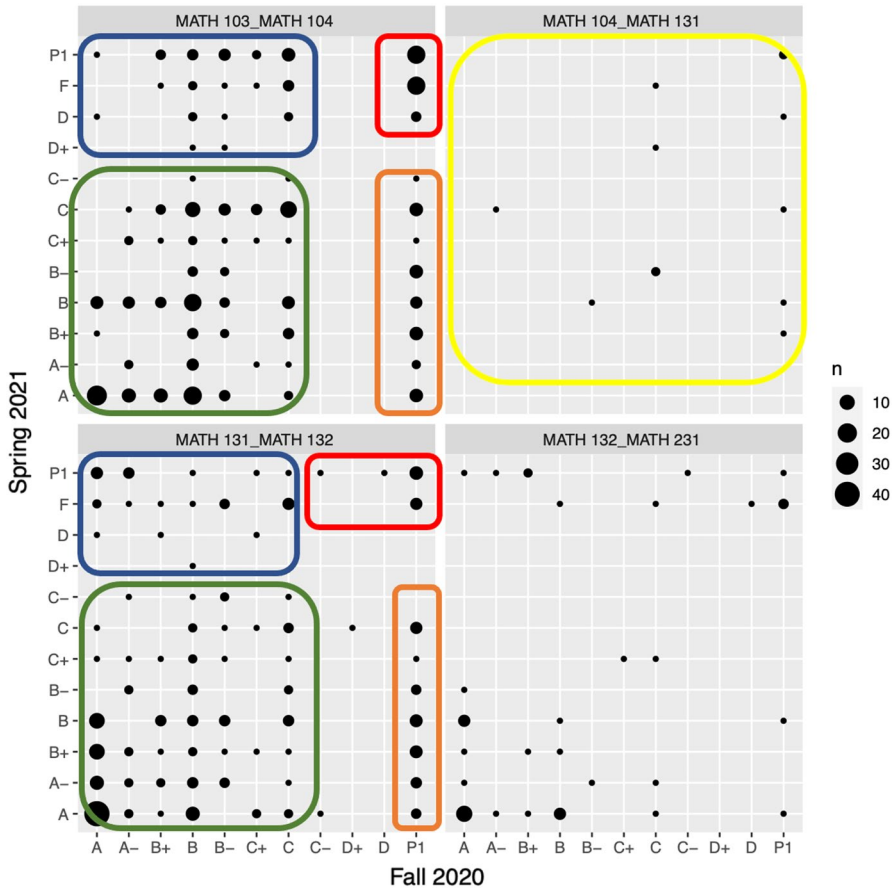 MATH 103_MATH 104
MATH 104_MATH 131
P1
F
D
D+
C−
C
C+
B−
B
B+
A−
A
MATH 131_MATH 132
MATH 132_MATH 231
P1
F
D
D+
C−
C
C+
B−
B
B+
A−
A
A A− B+ B B− C+ C C− D+ D P1
A A− B+ B B− C+ C C− D+ D P1
Fall 2020
Spring 2021
n
10
20
30
40